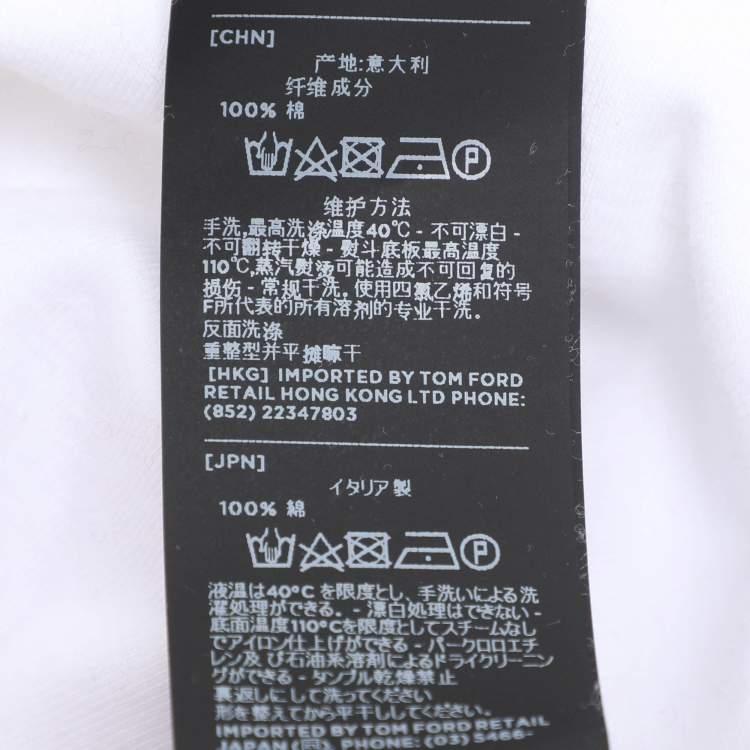 [CHN]
产地:意大利
纤维成分
100% 棉
P
维护方法
手洗,最高洗涤温度40℃ - 不可漂白 -
不可翻转干燥 - 熨斗底板最高温度
110℃,蒸汽熨烫可能造成不可回复的
损伤 - 常规干洗。使用四氯乙烯和符号
F所代表的所有溶剂的专业干洗。
反面洗涤
重整型并平摊晾干
[HKG] IMPORTED BY TOM FORD
RETAIL HONG KONG LTD PHONE:
(852) 22347803
[JPN]
イタリア製
100% 綿
P
液温は40°Cを限度とし、手洗いによる洗
濯処理ができる。 - 漂白処理はできない -
底面温度110°Cを限度としてスチームなし
でアイロン仕上げができる - パークロロエチ
レン及び石油系溶剤によるドライクリーニン
グができる - タンブル乾燥禁止
裏返しにして洗ってください
形を整えてから平干ししてください。
IMPORTED BY TOM FORD RETAIL
JAPAN (同) PHONE: (03) 5466-